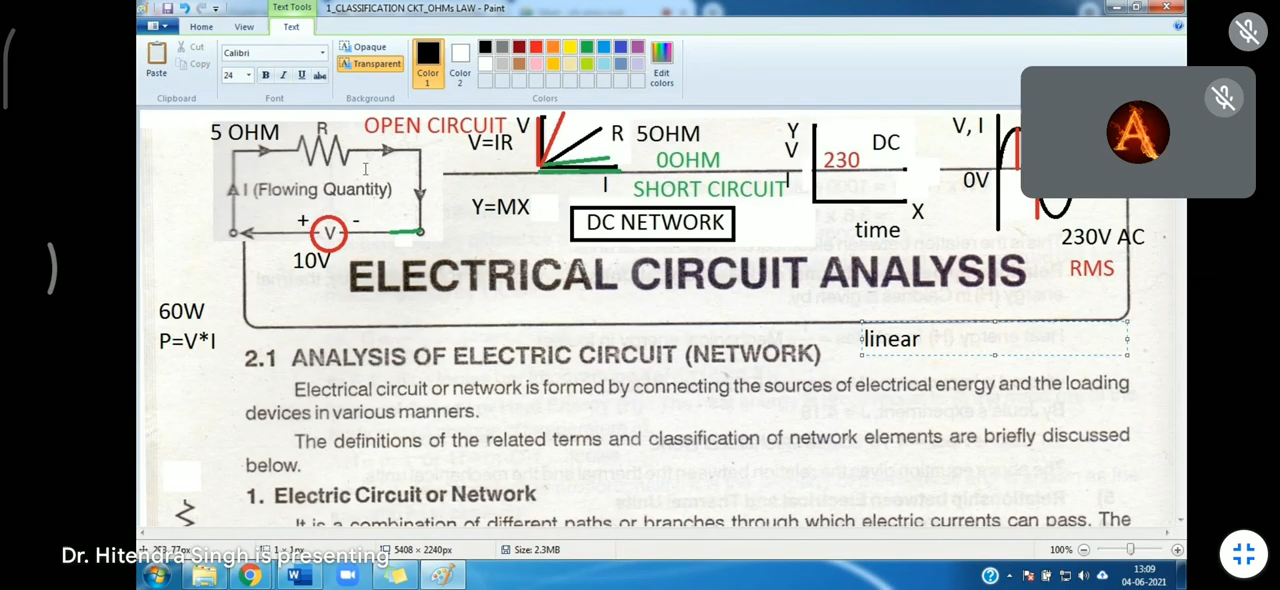 Text Tools
1_CLASSIFICATION CKT_OHMs LAW - Paint
Home View Text
Paste
Cut
Copy
Clipboard
Calibri
24
B I U abc
Font
Opaque
Transparent
Background
Color 1
Color 2
Edit colors
Colors
5 OHM
R
OPEN CIRCUIT
V
V=IR
R 5OHM
0OHM
I
SHORT CIRCUIT
Y
V
I
230
DC
X
time
V, I
0V
230V AC
RMS
I (Flowing Quantity)
+ V -
10V
Y=MX
DC NETWORK
ELECTRICAL CIRCUIT ANALYSIS
60W
P=V*I
linear
2.1 ANALYSIS OF ELECTRIC CIRCUIT (NETWORK)
Electrical circuit or network is formed by connecting the sources of electrical energy and the loading
devices in various manners.
The definitions of the related terms and classification of network elements are briefly discussed
below.
1. Electric Circuit or Network
It is a combination of different paths or branches through which electric currents can pass. The
5408 × 2240px
Size: 2.3MB
100%
Dr. Hitendra Singh is presenting
13:09
04-06-2021
A